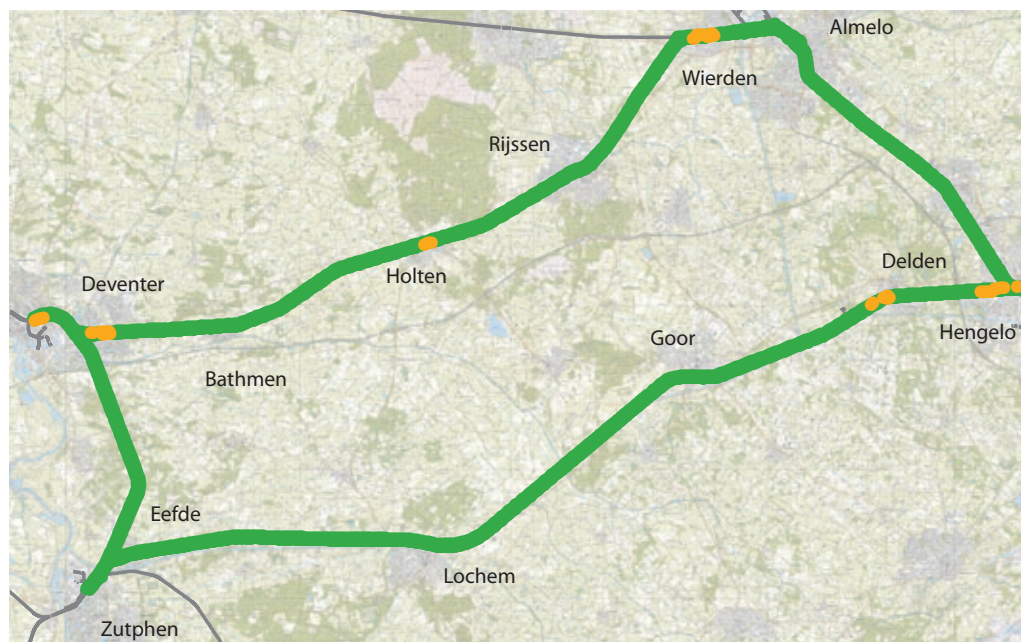 Almelo
Wierden
Rijssen
Delden
Holten
Deventer
Hengelo
Goor
Bathmen
Eefde
Lochem
Zutphen